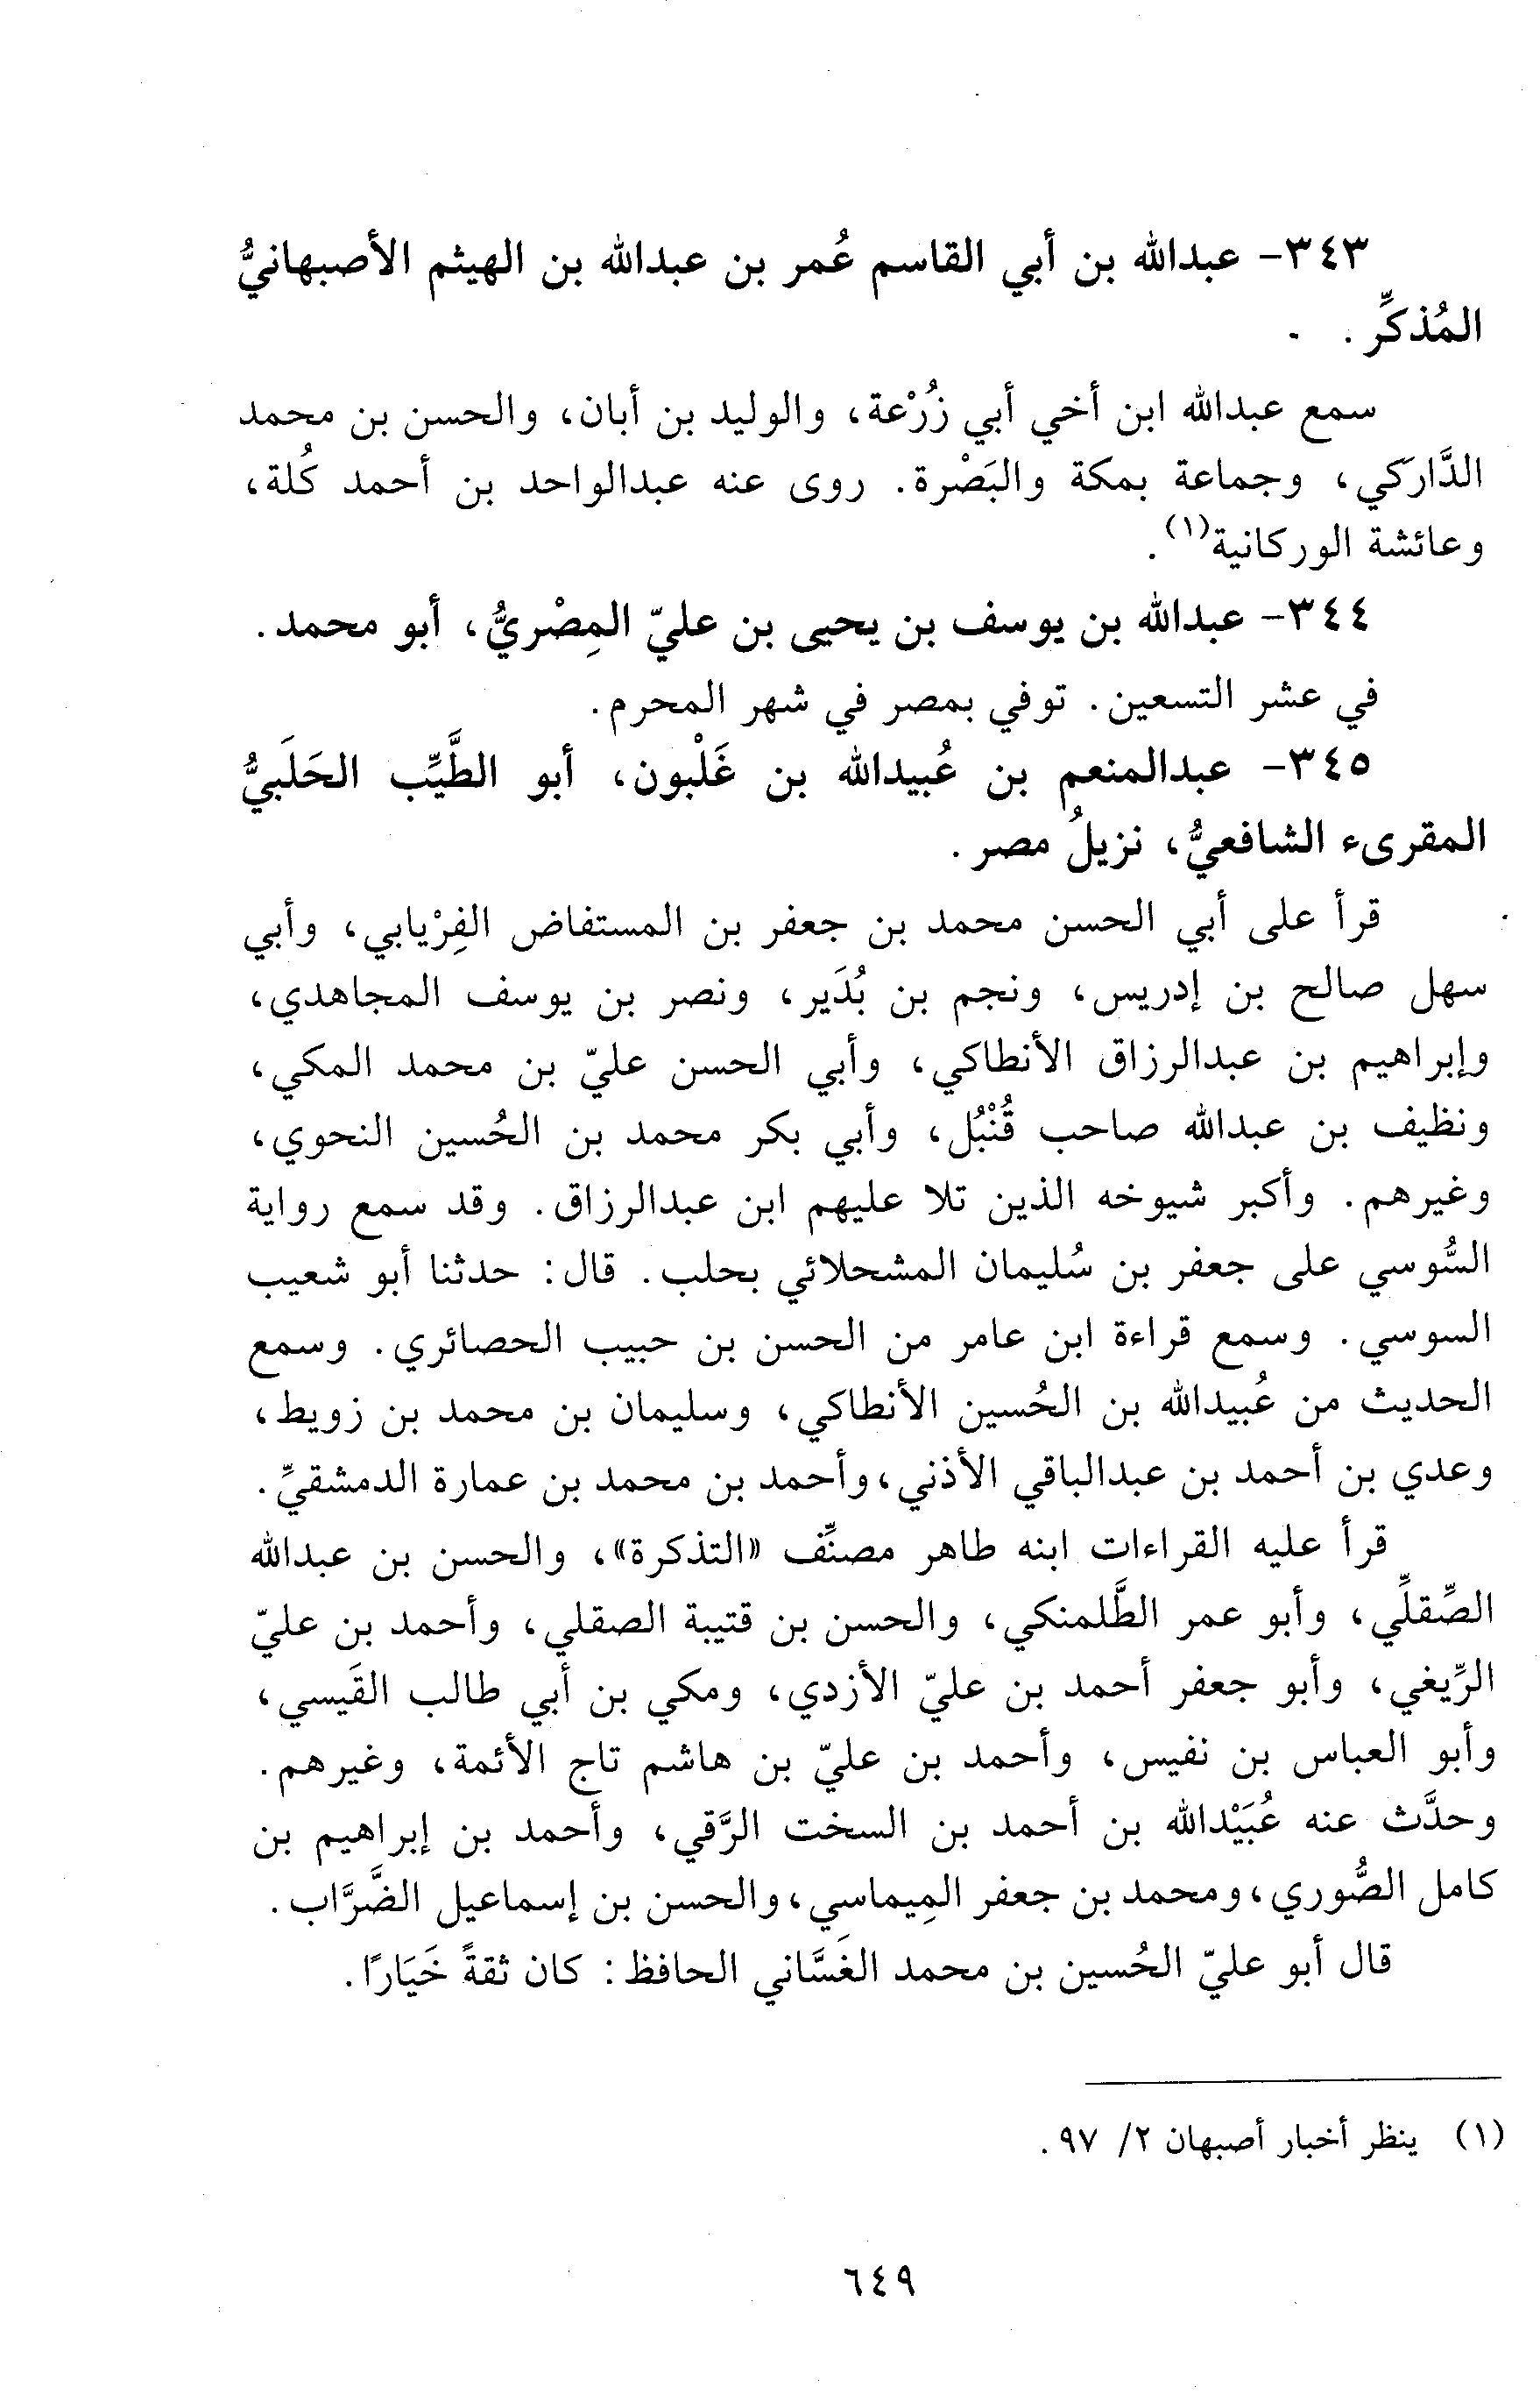 ٣٤٣- عبدالله بن أبي القاسم عُمر بن عبدالله بن الهيثم الأصبهانيُّ
المُذكِّر .
سمع عبدالله ابن أخي أبي زُرْعة، والوليد بن أبان، والحسن بن محمد
الدَّارَكي، وجماعة بمكة والبَصْرة. روى عنه عبدالواحد بن أحمد كُلة،
وعائشة الوركانية(١).
٣٤٤- عبدالله بن يوسف بن يحيى بن عليّ المِصْريُّ، أبو محمد.
في عشر التسعين. توفي بمصر في شهر المحرم.
٣٤٥- عبدالمنعم بن عُبيدالله بن غَلْبون، أبو الطَّيِّب الحَلَبيُّ
المقرىء الشافعيُّ، نزيلُ مصر.
قرأ على أبي الحسن محمد بن جعفر بن المستفاض الفِرْيابي، وأبي
سهل صالح بن إدريس، ونجم بن بُدَير، ونصر بن يوسف المجاهدي،
وإبراهيم بن عبدالرزاق الأنطاكي، وأبي الحسن عليّ بن محمد المكي،
ونظيف بن عبدالله صاحب قُنْبُل، وأبي بكر محمد بن الحُسين النحوي،
وغيرهم. وأكبر شيوخه الذين تلا عليهم ابن عبدالرزاق. وقد سمع رواية
السُّوسي على جعفر بن سُليمان المشحلائي بحلب. قال: حدثنا أبو شعيب
السوسي. وسمع قراءة ابن عامر من الحسن بن حبيب الحصائري. وسمع
الحديث من عُبيدالله بن الحُسين الأنطاكي، وسليمان بن محمد بن زويط،
وعدي بن أحمد بن عبدالباقي الأذني، وأحمد بن محمد بن عمارة الدمشقيِّ.
قرأ عليه القراءات ابنه طاهر مصنِّف «التذكرة»، والحسن بن عبدالله
الصِّقلِّي، وأبو عمر الطَّلمنكي، والحسن بن قتيبة الصقلي، وأحمد بن عليّ
الرِّيغي، وأبو جعفر أحمد بن عليّ الأزدي، ومكي بن أبي طالب القَيسي،
وأبو العباس بن نفيس، وأحمد بن عليّ بن هاشم تاج الأئمة، وغيرهم.
وحدَّث عنه عُبَيْدالله بن أحمد بن السخت الرَّقي، وأحمد بن إبراهيم بن
كامل الصُّوري، ومحمد بن جعفر المِيماسي، والحسن بن إسماعيل الضَّرَّاب.
قال أبو عليّ الحُسين بن محمد الغَسَّاني الحافظ: كان ثقةً خَيَارًا.
(١) ينظر أخبار أصبهان ٢/ ٩٧.
٦٤٩